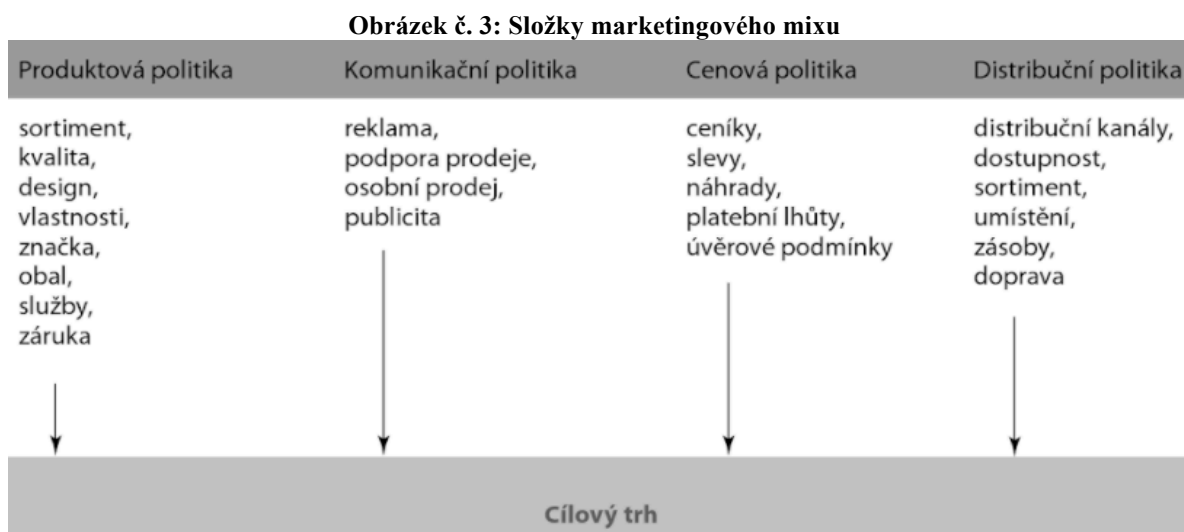 Obrázek č. 3: Složky marketingového mixu
Produktová politika
sortiment,
kvalita,
design,
vlastnosti,
značka,
obal,
služby,
záruka
Komunikační politika
reklama,
podpora prodeje,
osobní prodej,
publicita
Cenová politika
ceníky,
slevy,
náhrady,
platební lhůty,
úvěrové podmínky
Distribuční politika
distribuční kanály,
dostupnost,
sortiment,
umístění,
zásoby,
doprava
Cílový trh